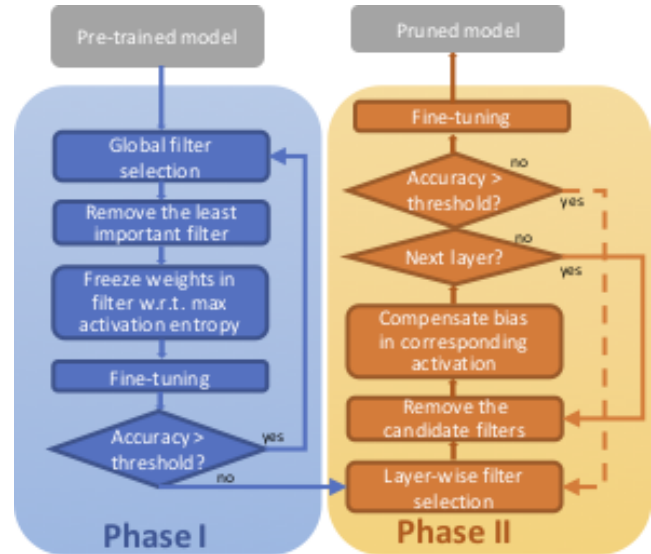 Pre-trained model
Global filter
selection
Remove the least
important filter
Freeze weights in
filter w.r.t. max
activation entropy
Fine-tuning
Accuracy >
threshold?
yes
no
Phase I
Pruned model
Fine-tuning
no
Accuracy >
threshold?
yes
no
Next layer?
yes
Compensate bias
in corresponding
activation
Remove the
candidate filters
Layer-wise filter
selection
Phase II